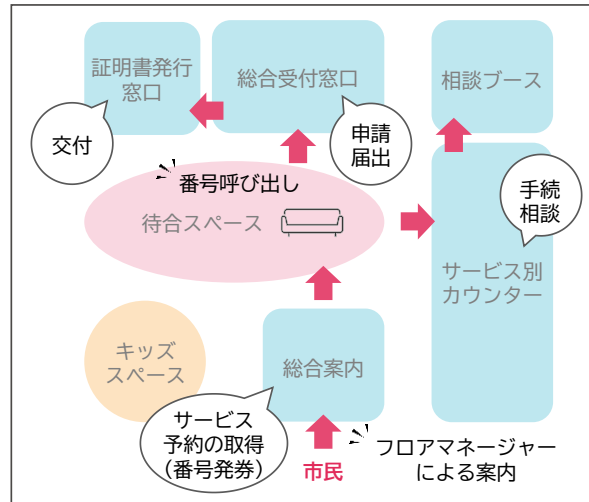 証明書発行
窓口
総合受付窓口
相談ブース
交付
申請
届出
番号呼び出し
待合スペース
手続
相談
サービス別
カウンター
キッズ
スペース
総合案内
サービス
予約の取得
(番号発券)
市民
フロアマネージャー
による案内